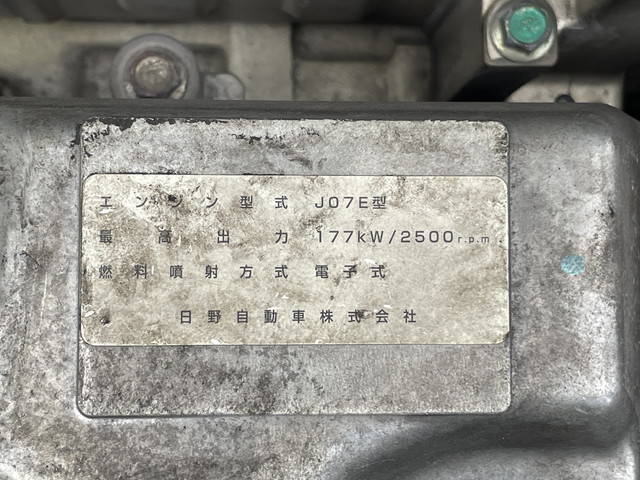 エンジン型式 J07E型
最高出力 177kW/2500r.p.m
燃料噴射方式 電子式
日野自動車株式会社